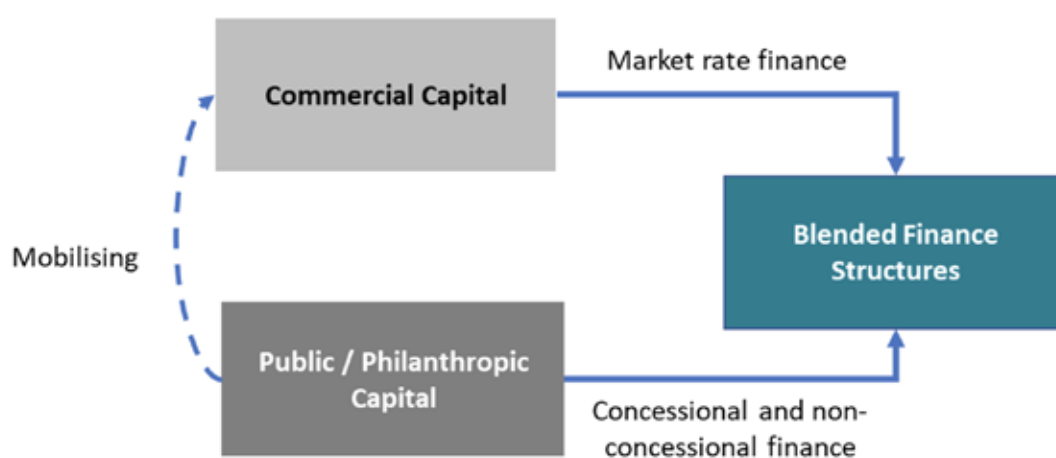 Market rate finance
Commercial Capital
Blended Finance
Structures
Mobilising
Public / Philanthropic
Capital
Concessional and non-
concessional finance